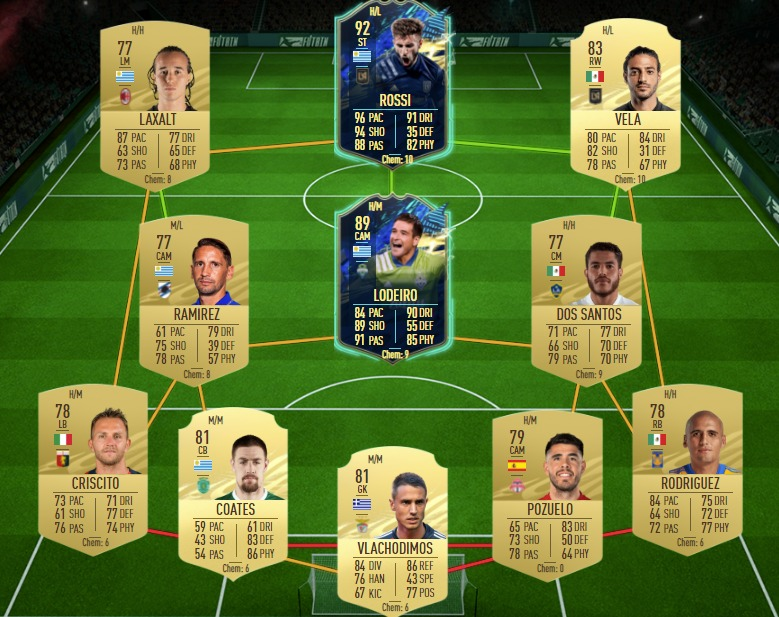 H/H
77
LM
LAXALT
87 PAC 77 DRI
63 SHO 65 DEF
73 PAS 68 PHY
Chem: 8
H/L
92
ST
ROSSI
96 PAC 91 DRI
94 SHO 35 DEF
88 PAS 82 PHY
Chem: 10
H/L
83
RW
VELA
80 PAC 84 DRI
82 SHO 31 DEF
78 PAS 67 PHY
Chem: 10
M/L
77
CAM
RAMIREZ
61 PAC 79 DRI
75 SHO 39 DEF
78 PAS 57 PHY
Chem: 8
H/M
89
CAM
LODEIRO
84 PAC 90 DRI
89 SHO 55 DEF
91 PAS 85 PHY
Chem: 9
H/H
77
CM
DOS SANTOS
71 PAC 77 DRI
66 SHO 70 DEF
79 PAS 70 PHY
Chem: 9
H/M
78
LB
CRISCITO
73 PAC 71 DRI
61 SHO 77 DEF
76 PAS 74 PHY
Chem: 6
M/M
81
CB
COATES
59 PAC 61 DRI
43 SHO 83 DEF
54 PAS 86 PHY
Chem: 6
M/M
81
GK
VLACHODIMOS
84 DIV 86 REF
76 HAN 43 SPE
67 KIC 77 POS
Chem: 6
H/M
79
CAM
POZUELO
65 PAC 83 DRI
73 SHO 50 DEF
78 PAS 64 PHY
Chem: 0
H/H
78
RB
RODRIGUEZ
84 PAC 75 DRI
64 SHO 72 DEF
72 PAS 77 PHY
Chem: 6